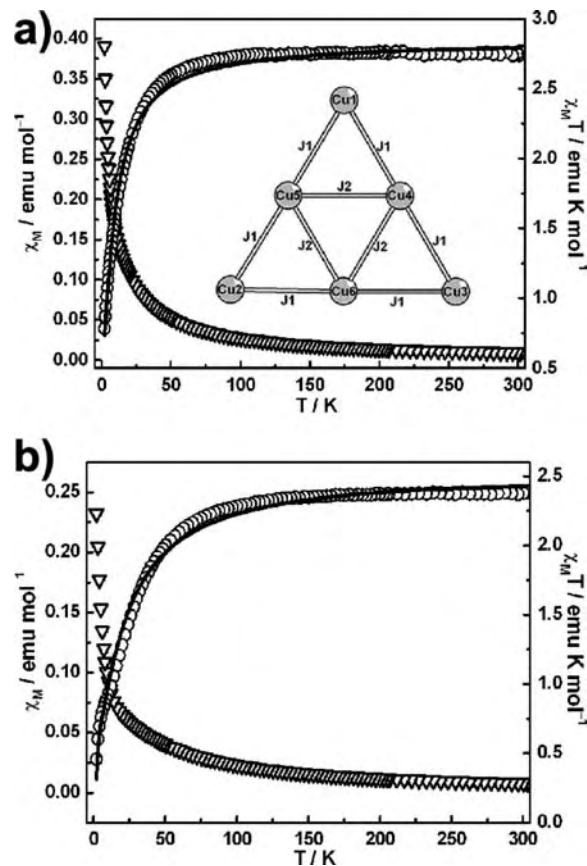 a)
χM / emu mol⁻¹
0.40
0.35
0.30
0.25
0.20
0.15
0.10
0.05
0.00
3.0
2.5
2.0
1.5
1.0
0.5
χMT / emu K mol⁻¹
Cu1
J1 J1
Cu5 J2 Cu4
J1 J2 J2 J1
Cu2 J1 Cu6 J1 Cu3
0 50 100 150 200 250 300
T / K
b)
χM / emu mol⁻¹
0.25
0.20
0.15
0.10
0.05
0.00
2.5
2.0
1.5
1.0
0.5
0.0
χMT / emu K mol⁻¹
0 50 100 150 200 250 300
T / K